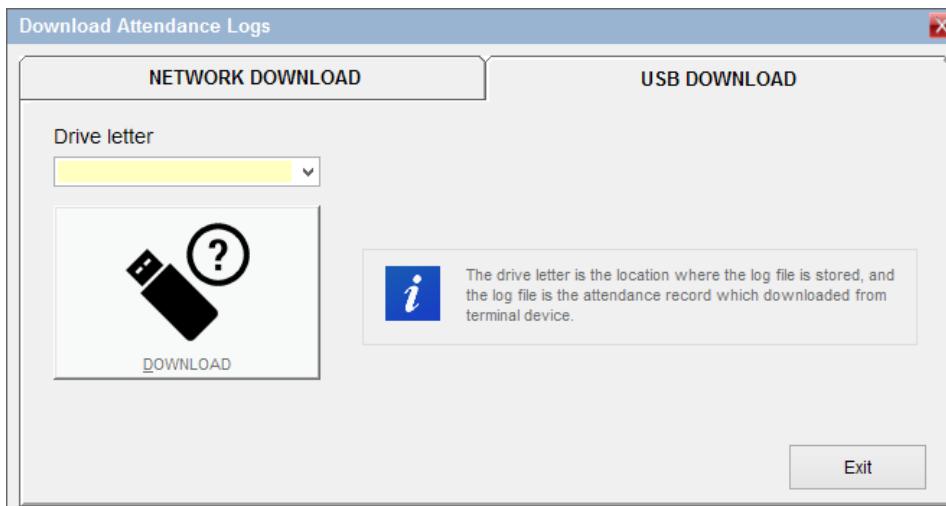 Download Attendance Logs
NETWORK DOWNLOAD
USB DOWNLOAD
Drive letter
?
DOWNLOAD
i
The drive letter is the location where the log file is stored, and
the log file is the attendance record which downloaded from
terminal device.
Exit